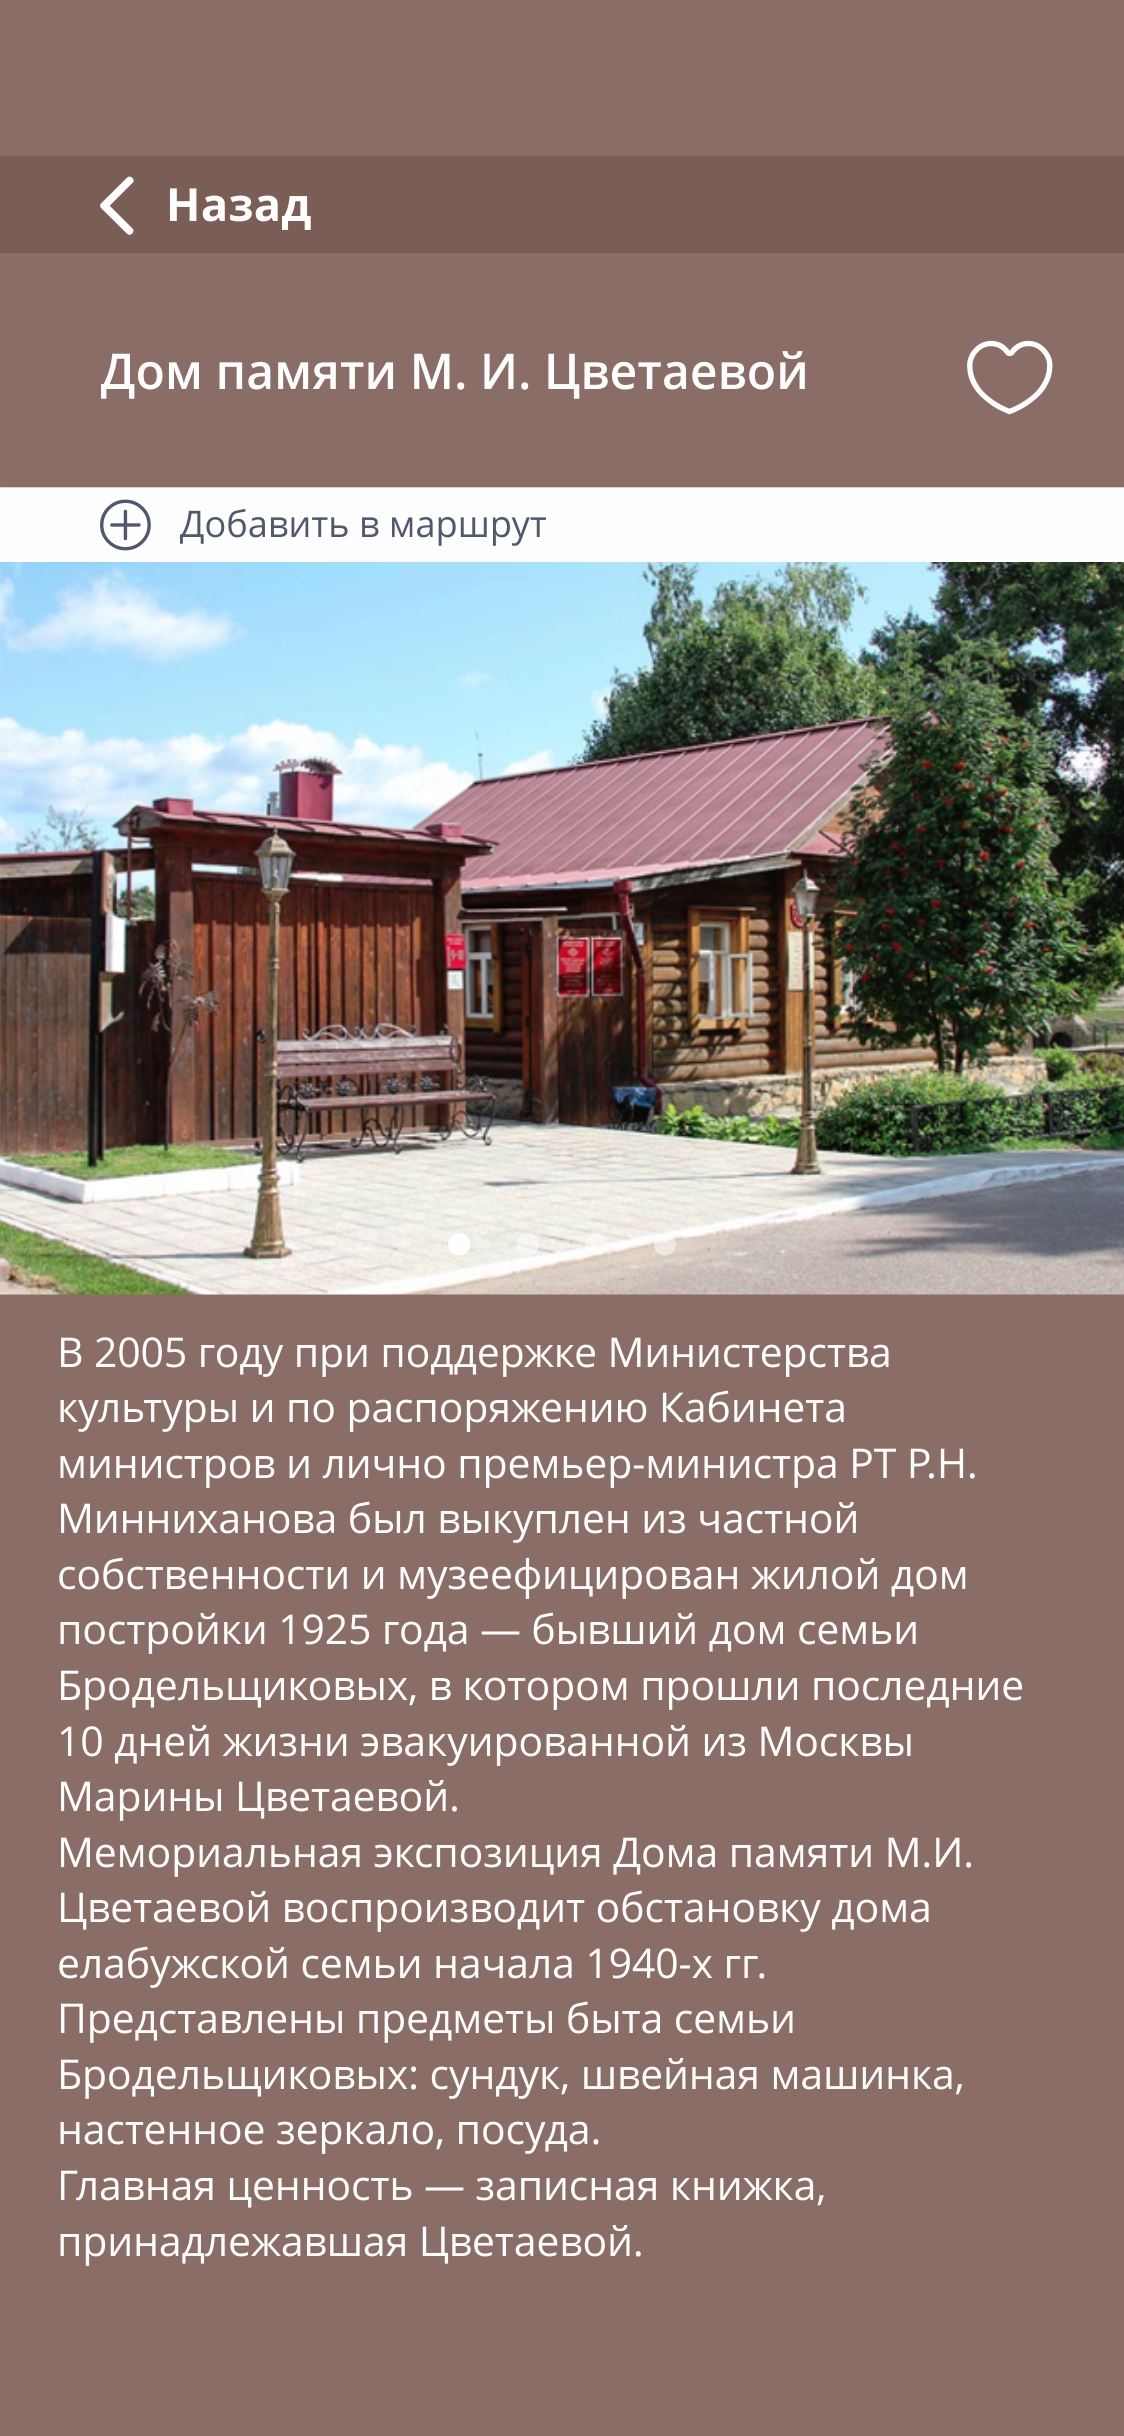 Назад
Дом памяти М. И. Цветаевой
Добавить в маршрут
В 2005 году при поддержке Министерства
культуры и по распоряжению Кабинета
министров и лично премьер-министра РТ Р.Н.
Минниханова был выкуплен из частной
собственности и музеефицирован жилой дом
постройки 1925 года — бывший дом семьи
Бродельщиковых, в котором прошли последние
10 дней жизни эвакуированной из Москвы
Марины Цветаевой.
Мемориальная экспозиция Дома памяти М.И.
Цветаевой воспроизводит обстановку дома
елабужской семьи начала 1940-х гг.
Представлены предметы быта семьи
Бродельщиковых: сундук, швейная машинка,
настенное зеркало, посуда.
Главная ценность — записная книжка,
принадлежавшая Цветаевой.